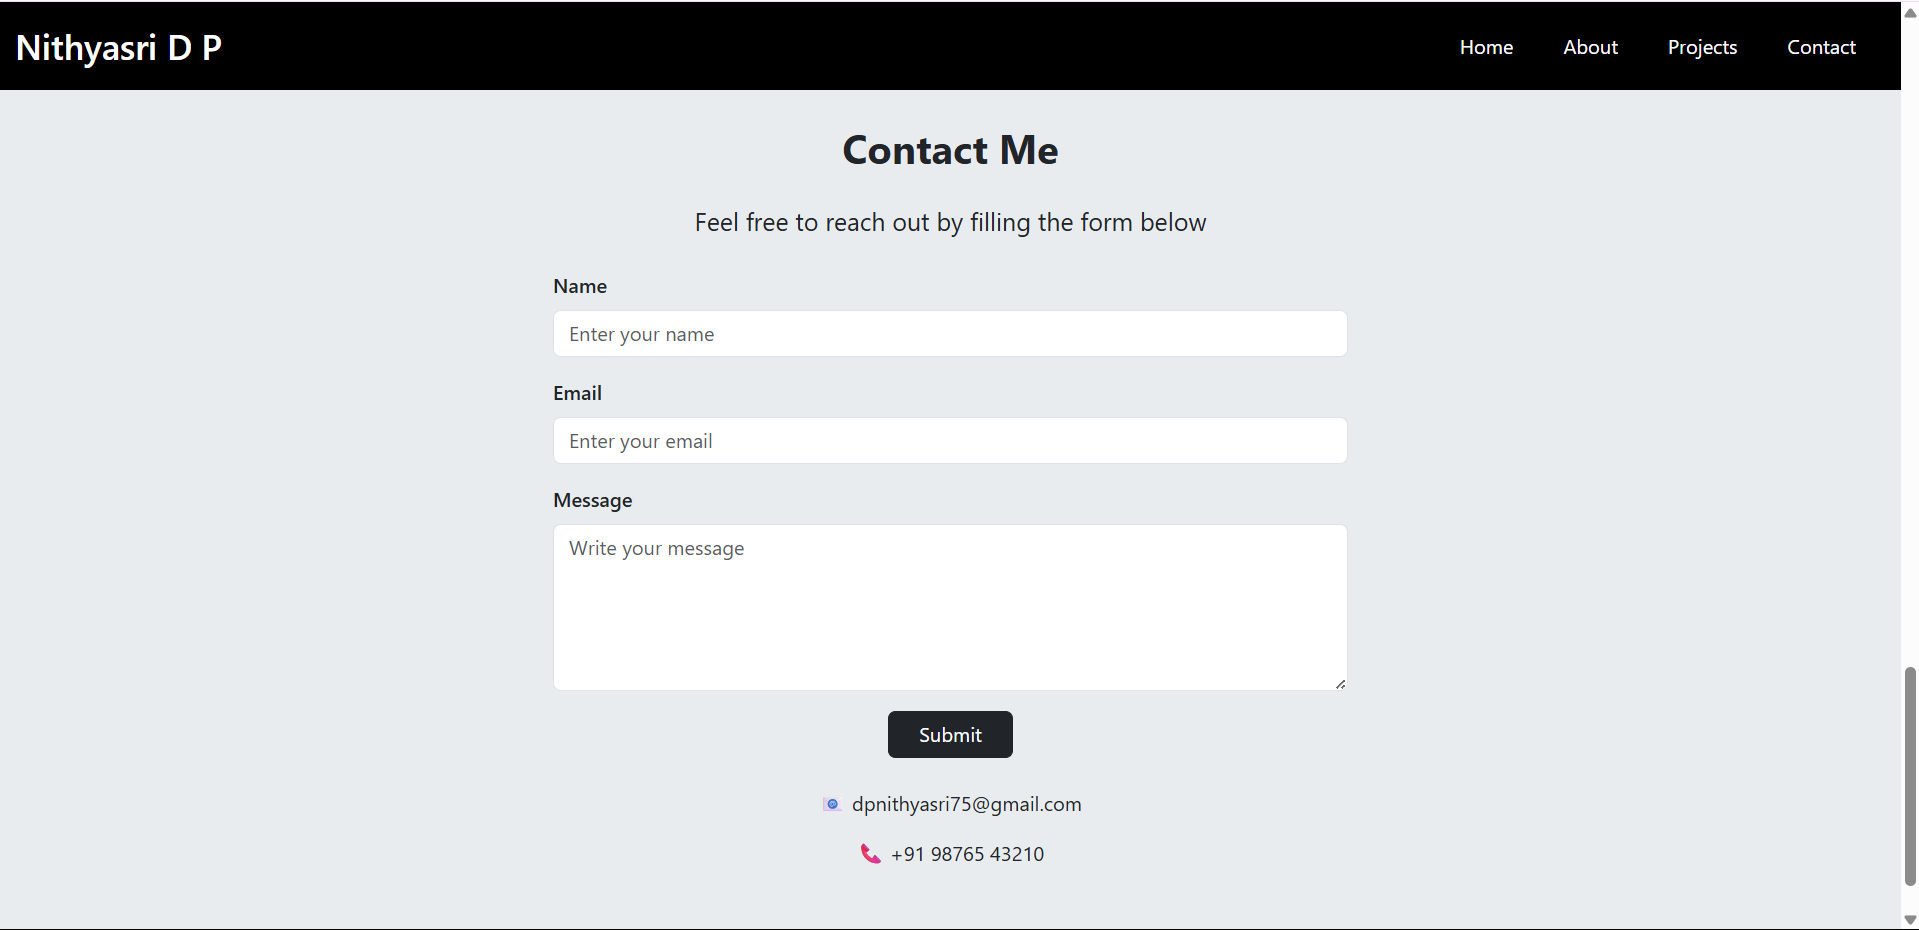 Nithyasri D P
Home About Projects Contact
Contact Me
Feel free to reach out by filling the form below
Name
Enter your name
Email
Enter your email
Message
Write your message
Submit
dpnithyasri75@gmail.com
+91 98765 43210